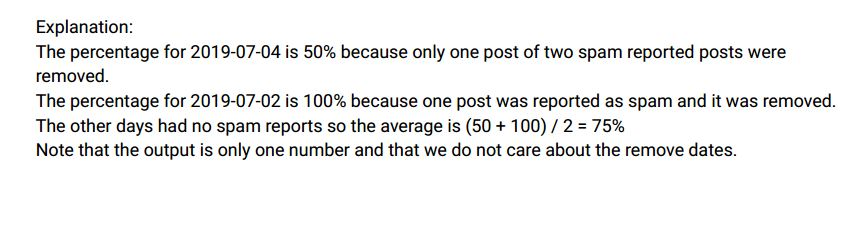 Explanation:
The percentage for 2019-07-04 is 50% because only one post of two spam reported posts were
removed.
The percentage for 2019-07-02 is 100% because one post was reported as spam and it was removed.
The other days had no spam reports so the average is (50 + 100) / 2 = 75%
Note that the output is only one number and that we do not care about the remove dates.